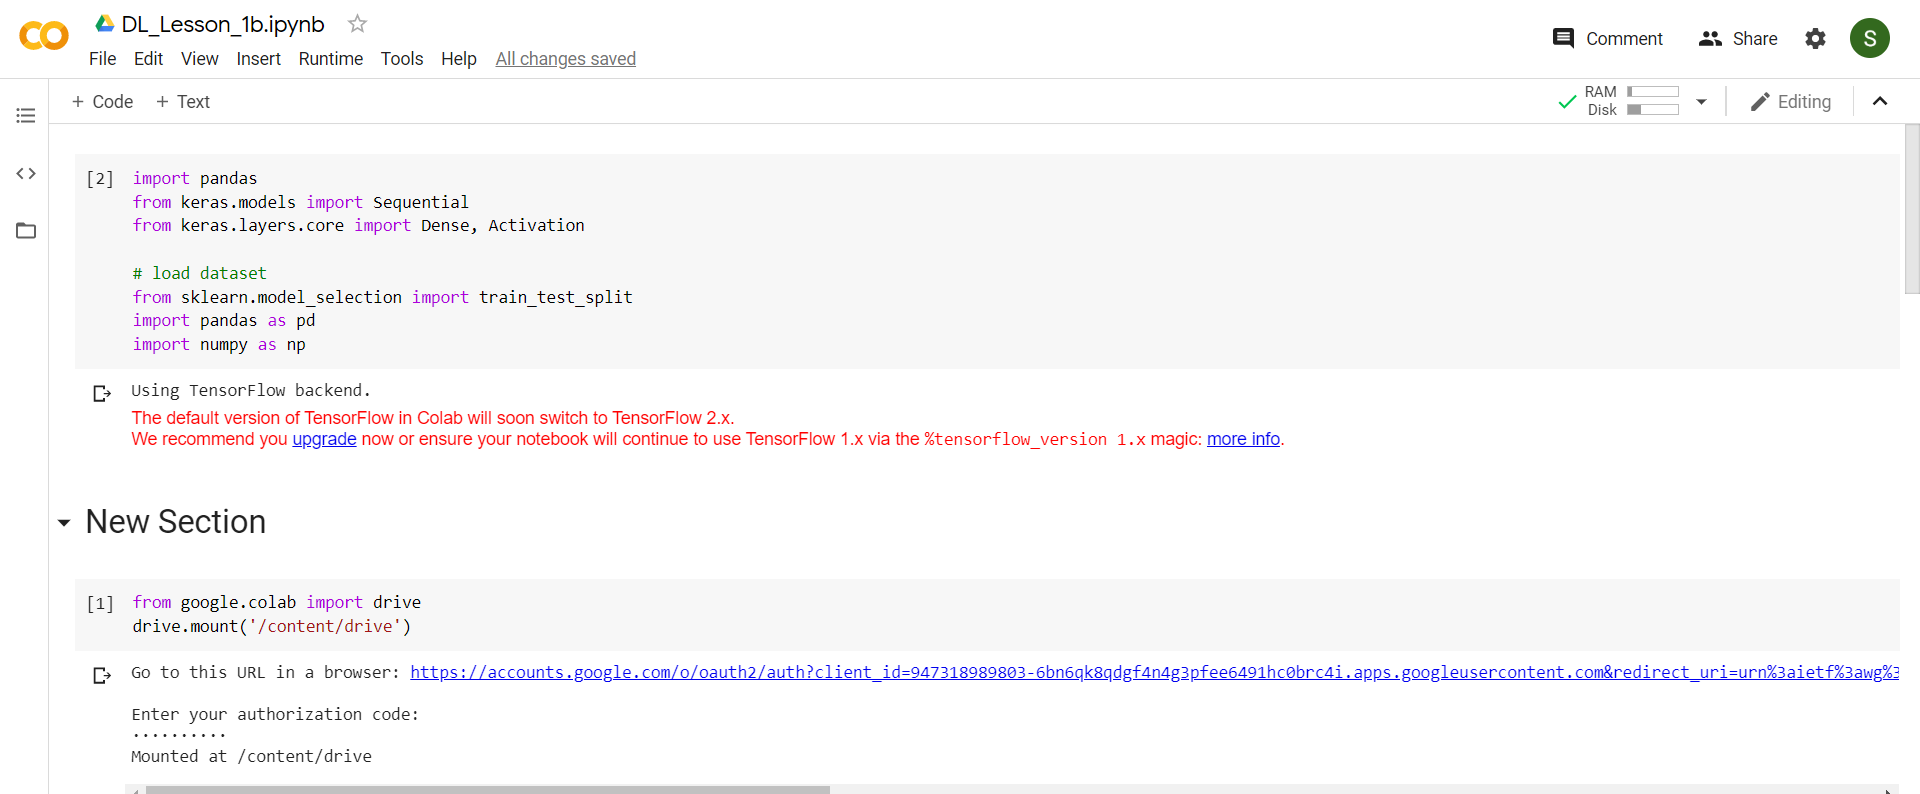 DL_Lesson_1b.ipynb
File Edit View Insert Runtime Tools Help All changes saved
Comment Share S
+ Code + Text
RAM
Disk
Editing
[2] import pandas
from keras.models import Sequential
from keras.layers.core import Dense, Activation
# load dataset
from sklearn.model_selection import train_test_split
import pandas as pd
import numpy as np
Using TensorFlow backend.
The default version of TensorFlow in Colab will soon switch to TensorFlow 2.x.
We recommend you upgrade now or ensure your notebook will continue to use TensorFlow 1.x via the %tensorflow_version 1.x magic: more info.
New Section
[1] from google.colab import drive
drive.mount('/content/drive')
Go to this URL in a browser: https://accounts.google.com/o/oauth2/auth?client_id=947318989803-6bn6qk8qdgf4n4g3pfee6491hc0brc4i.apps.googleusercontent.com&redirect_uri=urn%3aietf%3awg%3
Enter your authorization code:
··········
Mounted at /content/drive